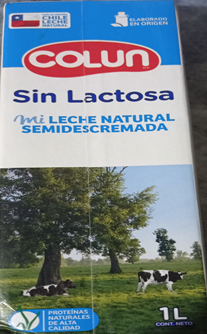 CHILE
LECHE
NATURAL
ELABORADO
EN ORIGEN
COLUN
Sin Lactosa
Mi LECHE NATURAL
SEMIDESCREMADA
PROTEÍNAS
NATURALES
DE ALTA
CALIDAD
1L
CONT. NETO